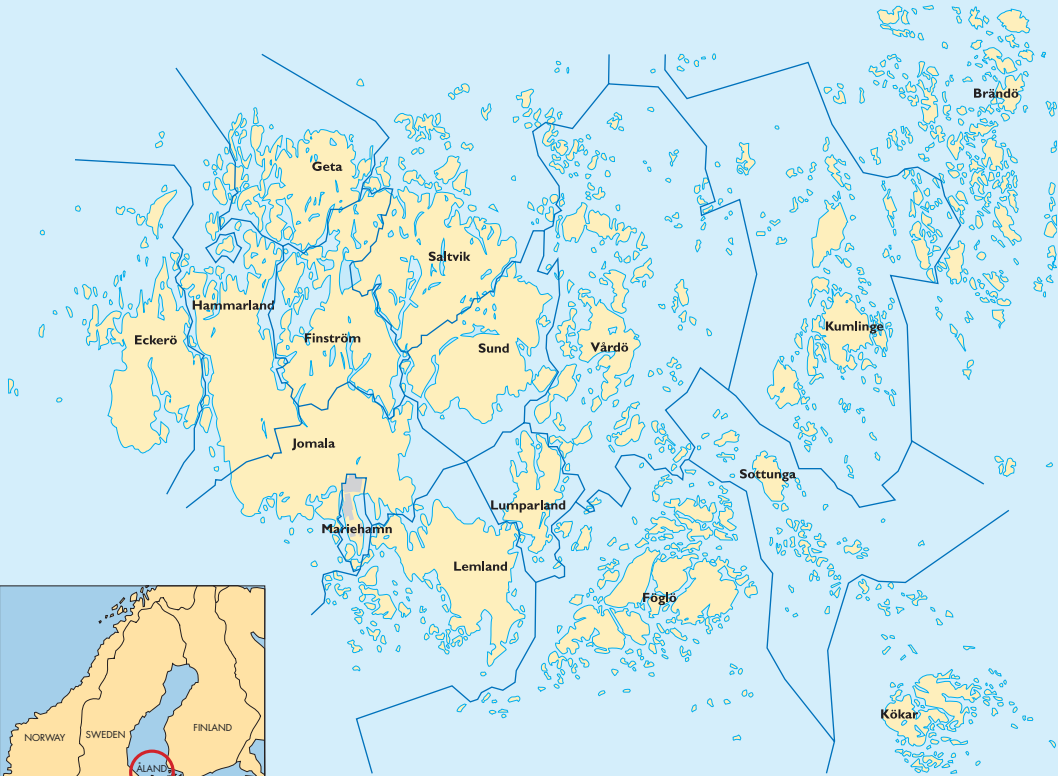 Brändö
Geta
Saltvik
Hammarland
Kumlinge
Eckerö
Finström
Sund
Vårdö
Jomala
Sottunga
Lumparland
Mariehamn
Lemland
Föglö
Kökar
NORWAY
SWEDEN
FINLAND
ÅLAND